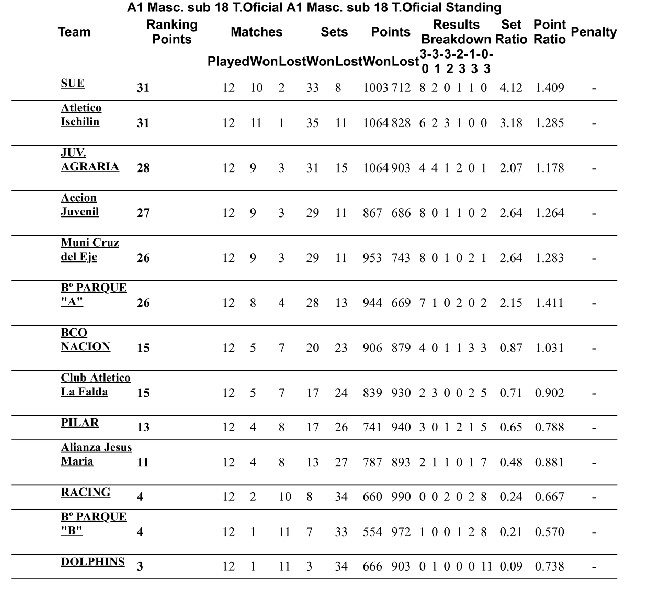 A1 Masc. sub 18 T.Oficial A1 Masc. sub 18 T.Oficial Standing
Team Ranking Points Matches Sets Points Results Breakdown Set Ratio Point Ratio Penalty
Played Won Lost Won Lost Won Lost 3-0 3-1 3-2 2-3 1-3 0-3
SUE 31 12 10 2 33 8 1003 712 8 2 0 1 1 0 4.12 1.409 -
Atletico Ischilin 31 12 11 1 35 11 1064 828 6 2 3 1 0 0 3.18 1.285 -
JUV. AGRARIA 28 12 9 3 31 15 1064 903 4 4 1 2 0 1 2.07 1.178 -
Accion Juvenil 27 12 9 3 29 11 867 686 8 0 1 1 0 2 2.64 1.264 -
Muni Cruz del Eje 26 12 9 3 29 11 953 743 8 0 1 0 2 1 2.64 1.283 -
Bº PARQUE "A" 26 12 8 4 28 13 944 669 7 1 0 2 0 2 2.15 1.411 -
BCO NACION 15 12 5 7 20 23 906 879 4 0 1 1 3 3 0.87 1.031 -
Club Atletico La Falda 15 12 5 7 17 24 839 930 2 3 0 0 2 5 0.71 0.902 -
PILAR 13 12 4 8 17 26 741 940 3 0 1 2 1 5 0.65 0.788 -
Alianza Jesus Maria 11 12 4 8 13 27 787 893 2 1 1 0 1 7 0.48 0.881 -
RACING 4 12 2 10 8 34 660 990 0 0 2 0 2 8 0.24 0.667 -
Bº PARQUE "B" 4 12 1 11 7 33 554 972 1 0 0 1 2 8 0.21 0.570 -
DOLPHINS 3 12 1 11 3 34 666 903 0 1 0 0 0 11 0.09 0.738 -